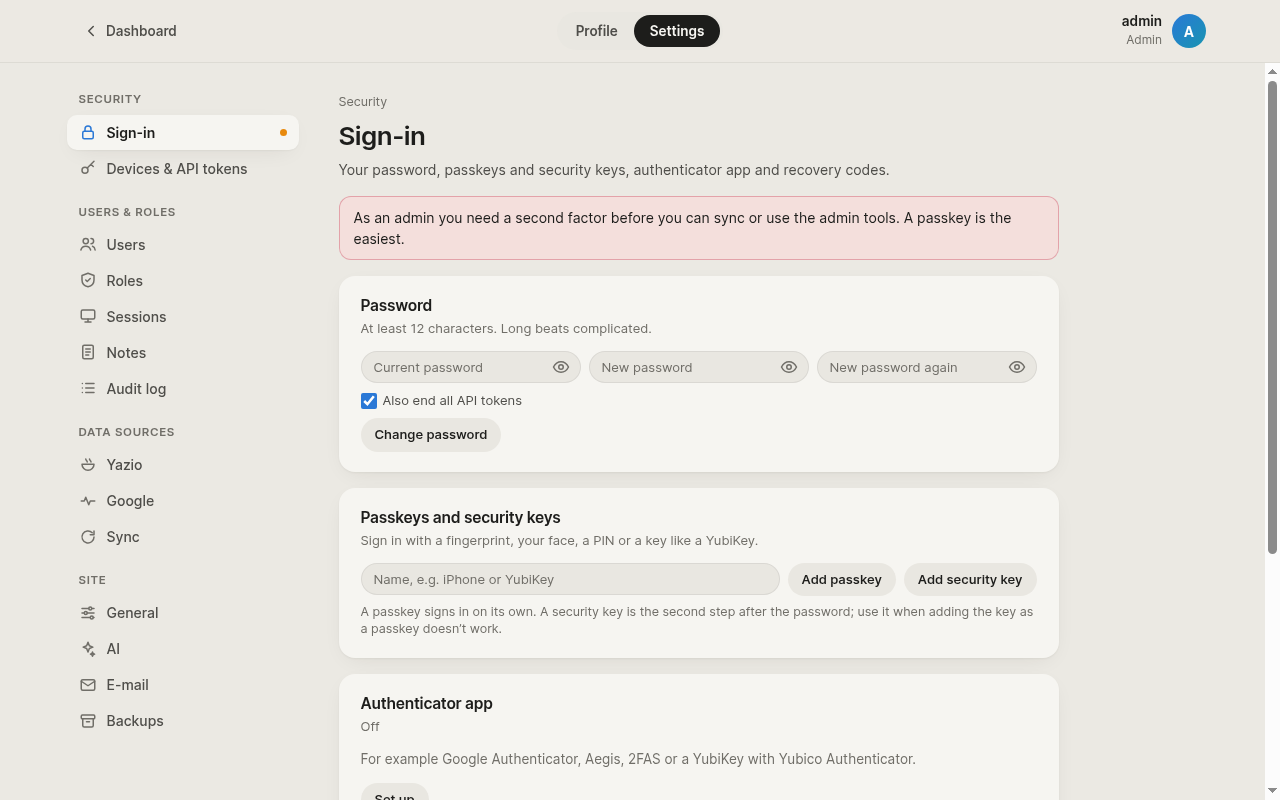 Dashboard
Profile
Settings
admin
Admin
A
SECURITY
Sign-in
Devices & API tokens
USERS & ROLES
Users
Roles
Sessions
Notes
Audit log
DATA SOURCES
Yazio
Google
Sync
SITE
General
AI
E-mail
Backups
Security
Sign-in
Your password, passkeys and security keys, authenticator app and recovery codes.
As an admin you need a second factor before you can sync or use the admin tools. A passkey is the
easiest.
Password
At least 12 characters. Long beats complicated.
Current password
New password
New password again
Also end all API tokens
Change password
Passkeys and security keys
Sign in with a fingerprint, your face, a PIN or a key like a YubiKey.
Name, e.g. iPhone or YubiKey
Add passkey
Add security key
A passkey signs in on its own. A security key is the second step after the password; use it when adding the key as
a passkey doesn’t work.
Authenticator app
Off
For example Google Authenticator, Aegis, 2FAS or a YubiKey with Yubico Authenticator.
Set up